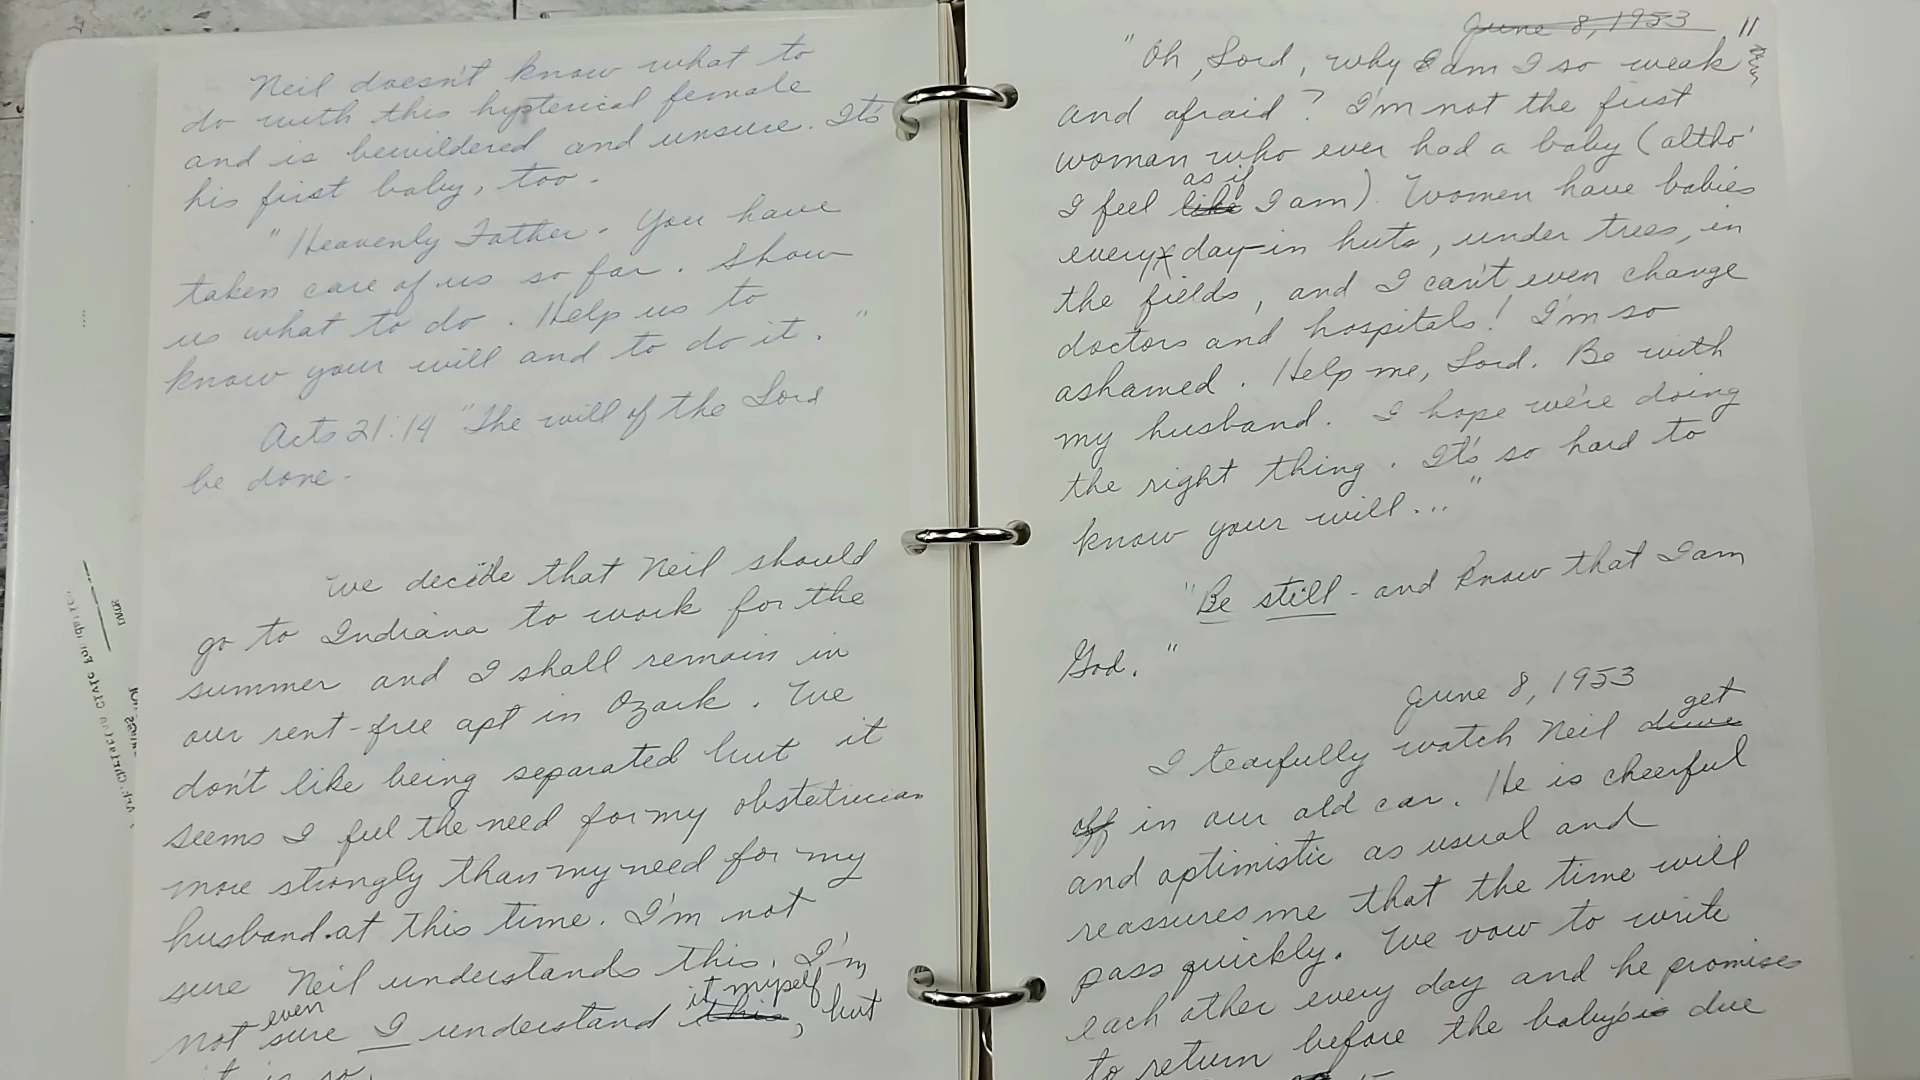 Neil doesn't know what to
do with this hysterical female
and is bewildered and unsure. It's
his first baby, too.
"Heavenly Father. You have
taken care of us so far. Show
us what to do. Help us to
know your will and to do it."
Acts 21:14 "The will of the Lord
be done.
We decide that Neil should
go to Indiana to work for the
summer and I shall remain in
our rent-free apt in Ozark. We
don't like being separated but it
seems I feel the need for my obstetrician
more strongly than my need for my
husband at this time. I'm not
sure Neil understands this. I'm
not even sure I understand this it myself, but
it is so.
June 8, 1953 11
"Oh, Lord, why am I so weak
and afraid? I'm not the first
woman who ever had a baby (altho'
I feel like as if I am). Women have babies
every day in huts, under trees, in
the fields, and I can't even change
doctors and hospitals! I'm so
ashamed. Help me, Lord. Be with
my husband. I hope we're doing
the right thing. It's so hard to
know your will..."
"Be still - and know that I am
God."
June 8, 1953
I tearfully watch Neil drive get
off in our old car. He is cheerful
and optimistic as usual and
reassures me that the time will
pass quickly. We vow to write
each other every day and he promises
to return before the baby's is due